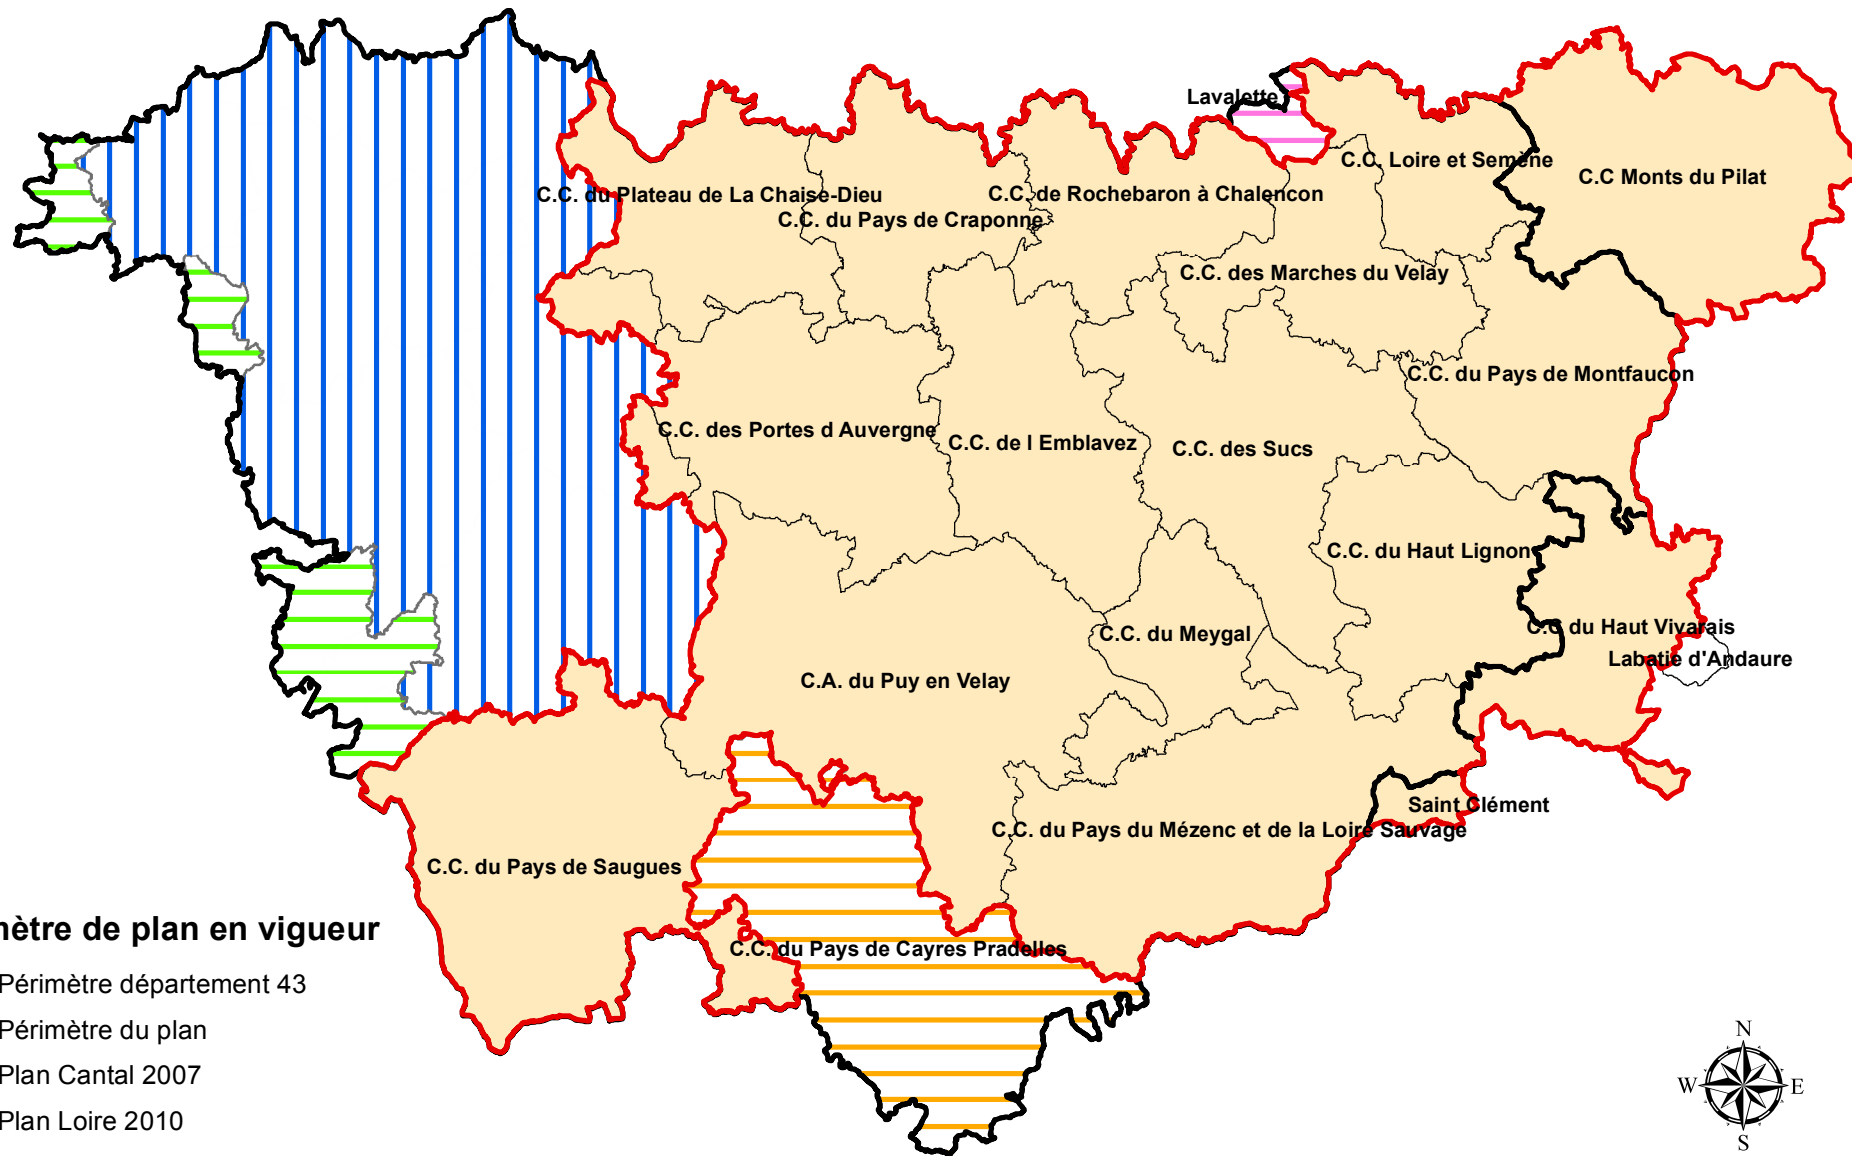 Lavalette
C.C. Loire et Semène
C.C Monts du Pilat
C.C. du Plateau de La Chaise-Dieu
C.C. de Rochebaron à Chalencon
C.C. du Pays de Craponne
C.C. des Marches du Velay
C.C. du Pays de Montfaucon
C.C. des Portes d Auvergne
C.C. de l Emblavez
C.C. des Sucs
C.C. du Haut Lignon
C.C du Haut Vivarais
C.C. du Meygal
Labatie d'Andaure
C.A. du Puy en Velay
Saint Clément
C.C. du Pays du Mézenc et de la Loire Sauvage
C.C. du Pays de Saugues
C.C. du Pays de Cayres Pradelles
mètre de plan en vigueur
Périmètre département 43
Périmètre du plan
Plan Cantal 2007
Plan Loire 2010
N
W E
S